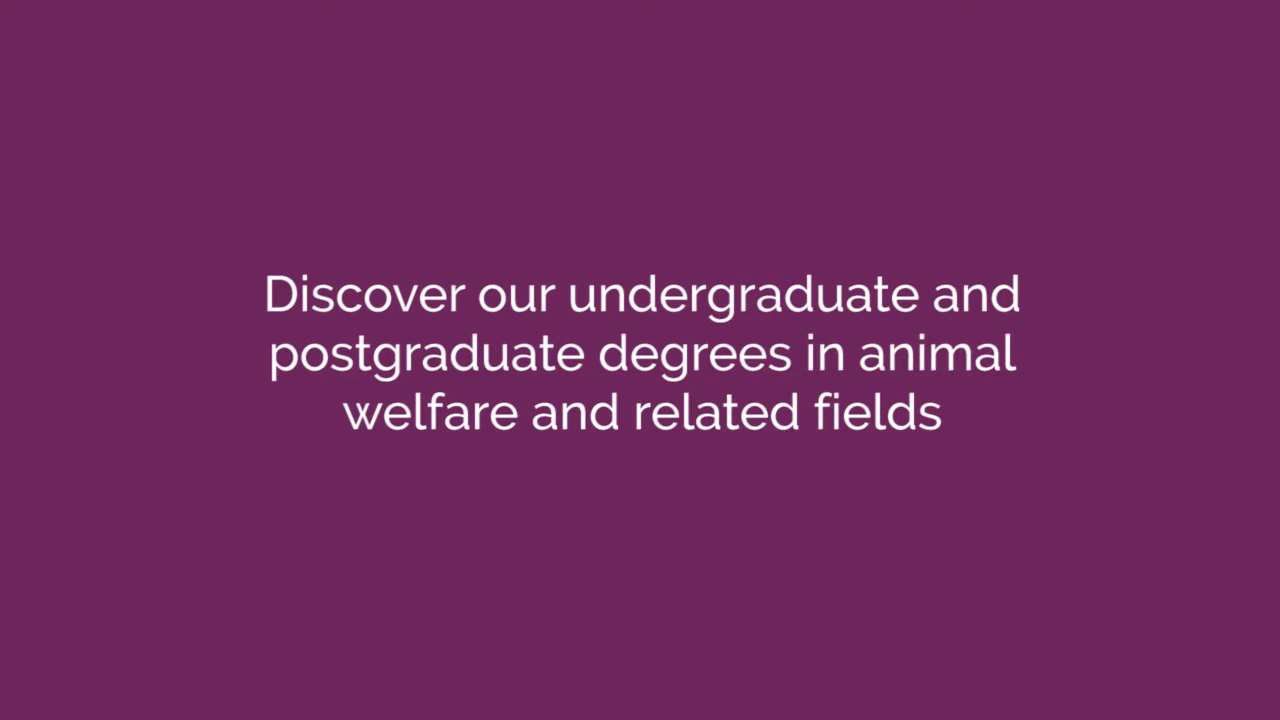 Discover our undergraduate and
postgraduate degrees in animal
welfare and related fields